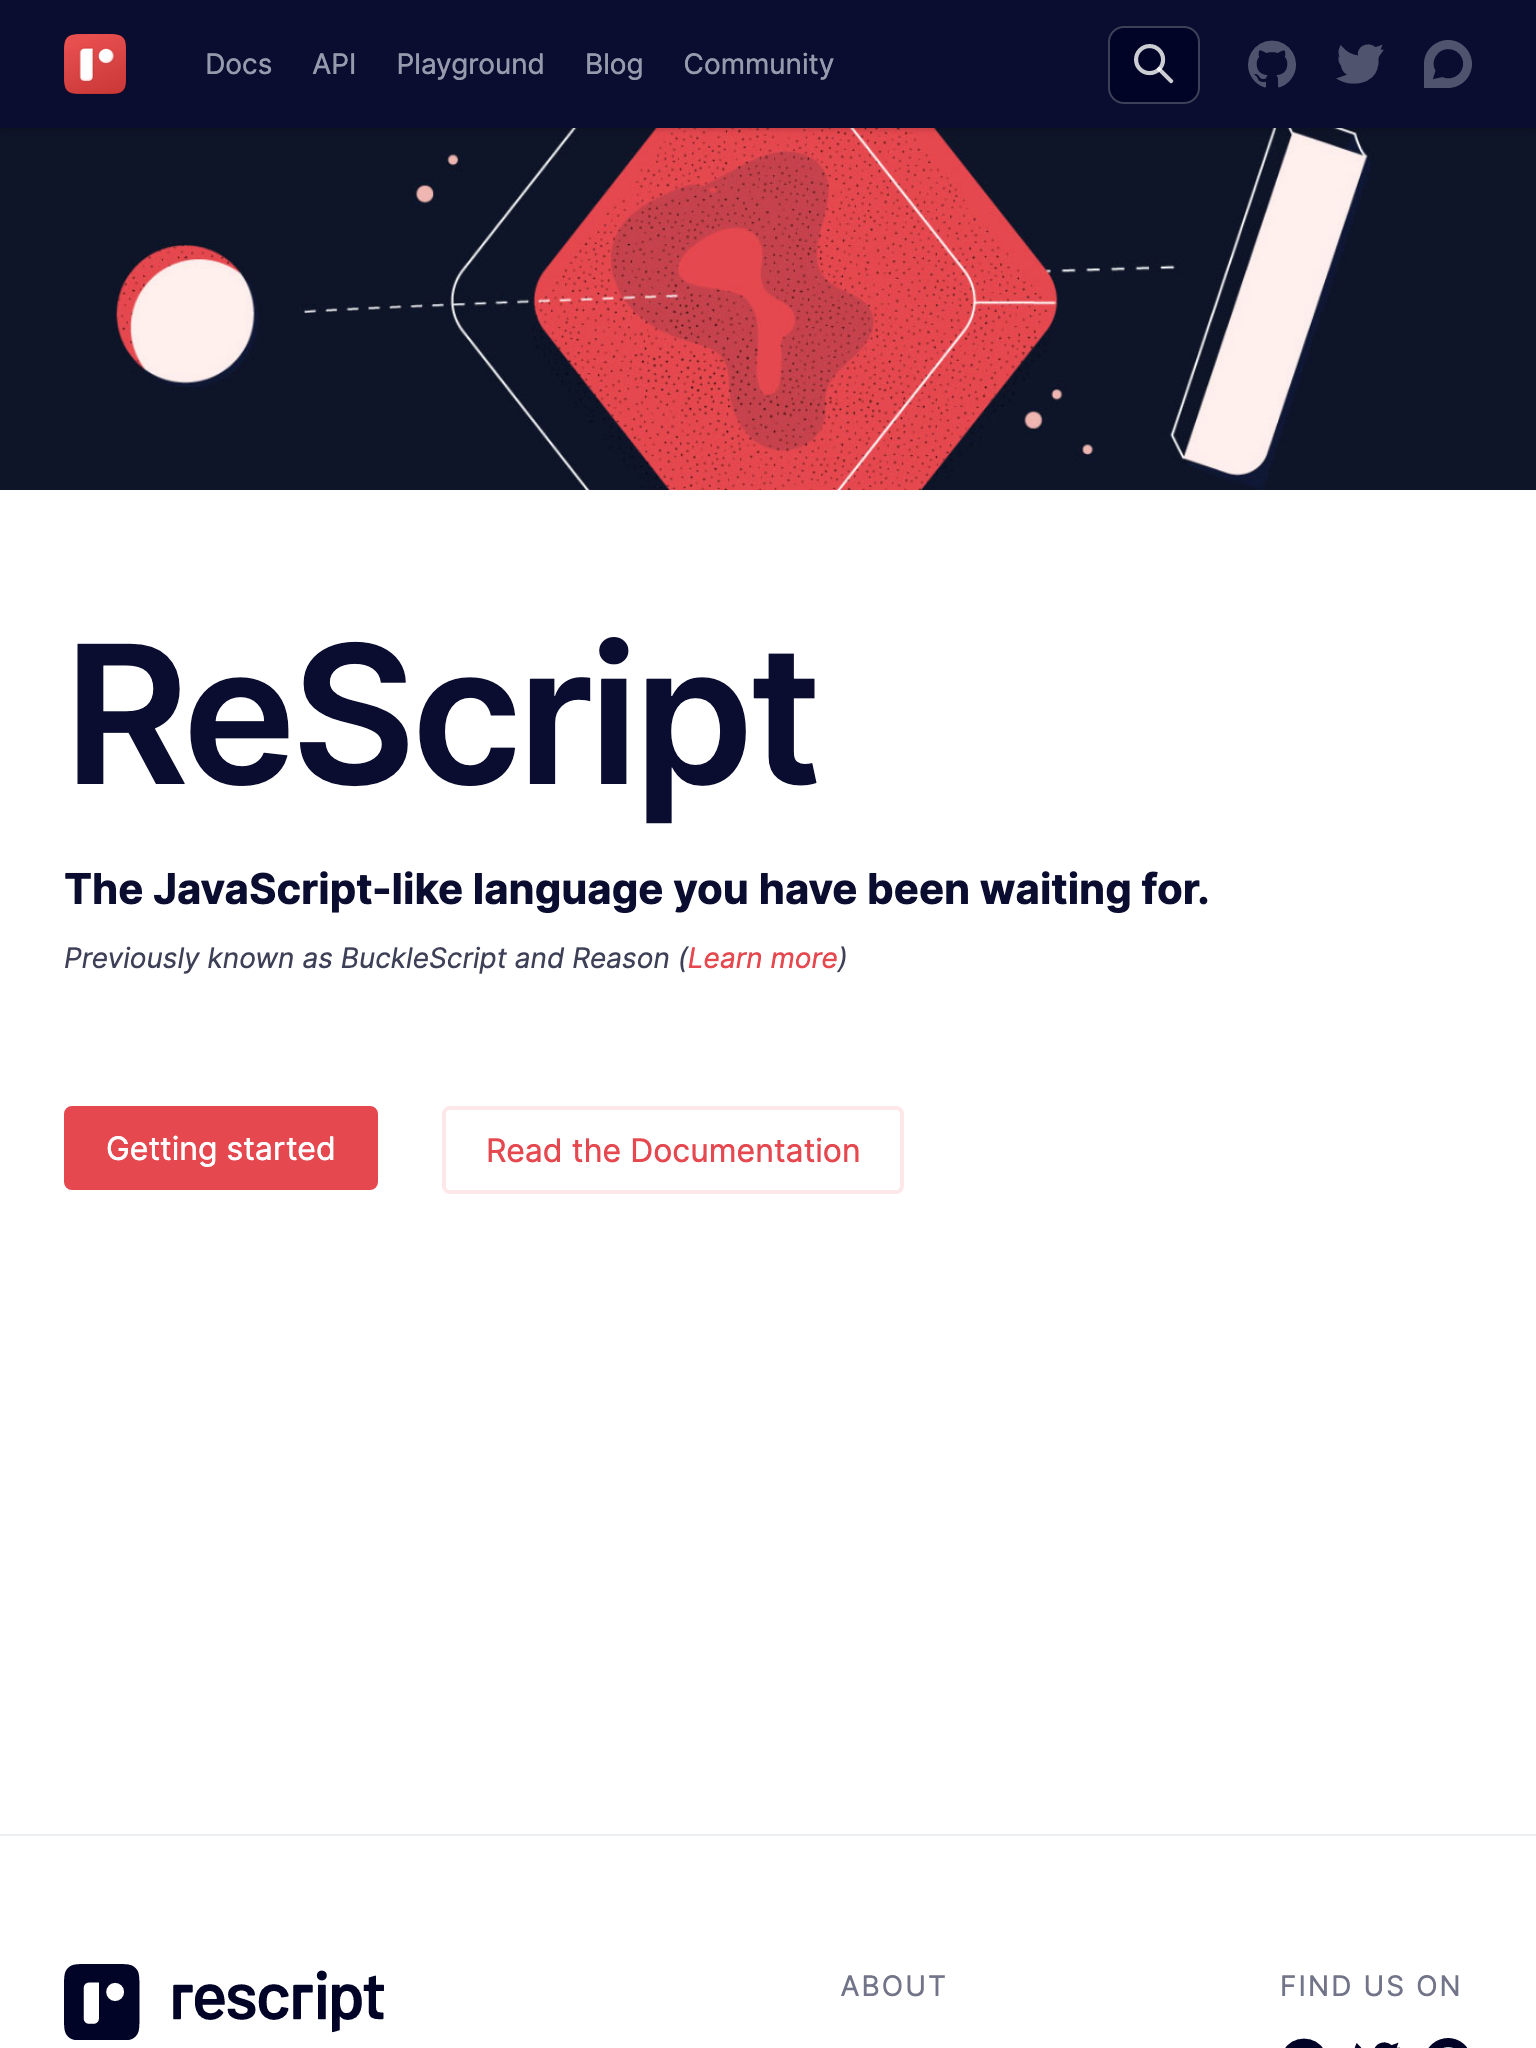 Docs API Playground Blog Community
ReScript
The JavaScript-like language you have been waiting for.
Previously known as BuckleScript and Reason (Learn more)
Getting started
Read the Documentation
rescript
ABOUT
FIND US ON